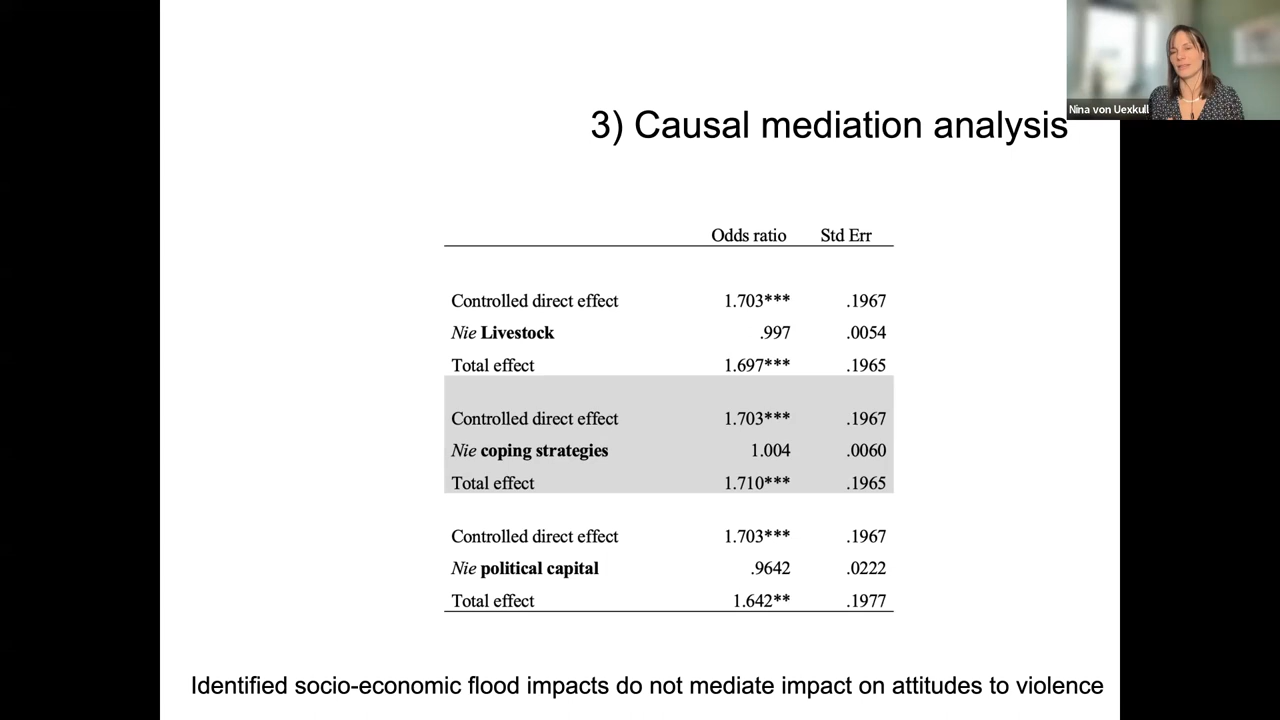 Nina von Uexkull
3) Causal mediation analysis
Odds ratio Std Err
Controlled direct effect 1.703*** .1967
Nie Livestock .997 .0054
Total effect 1.697*** .1965
Controlled direct effect 1.703*** .1967
Nie coping strategies 1.004 .0060
Total effect 1.710*** .1965
Controlled direct effect 1.703*** .1967
Nie political capital .9642 .0222
Total effect 1.642** .1977
Identified socio-economic flood impacts do not mediate impact on attitudes to violence